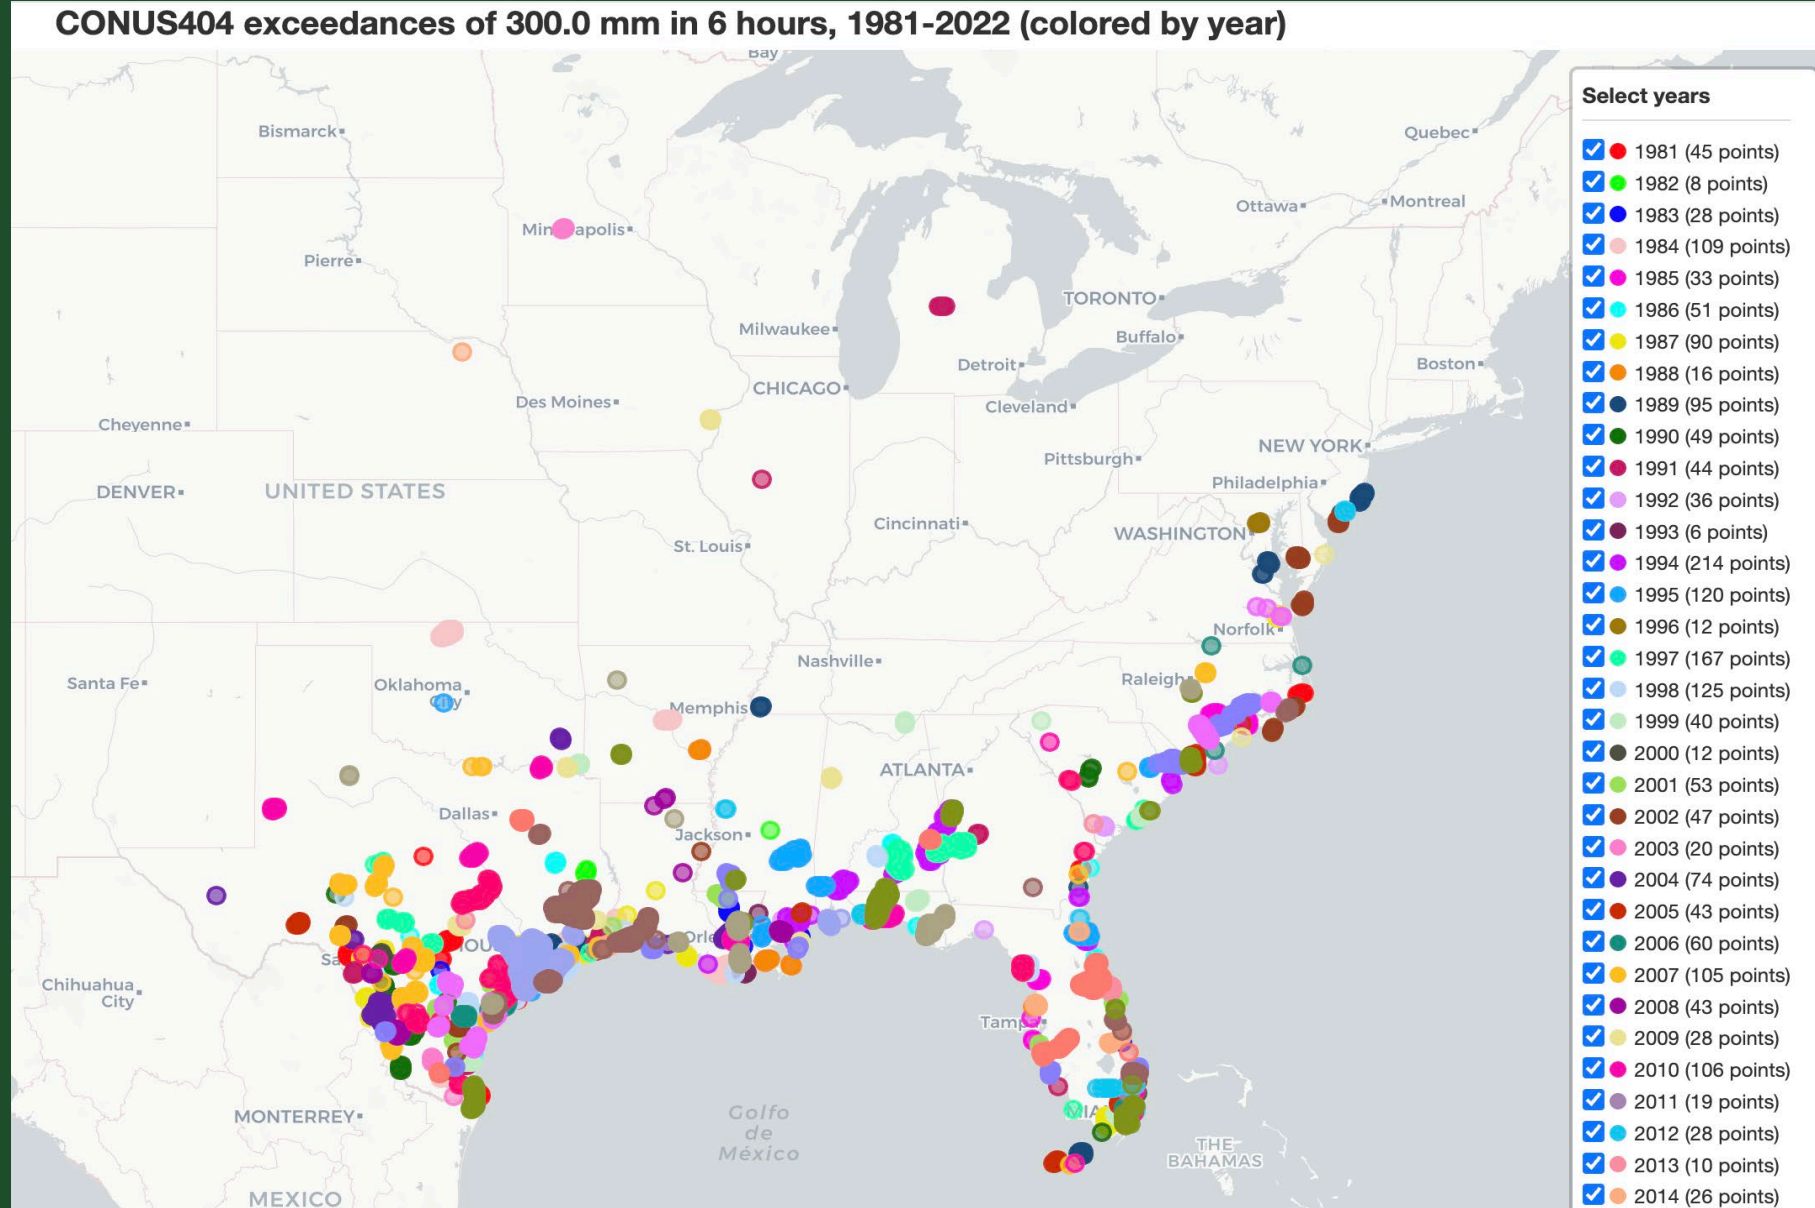 CONUS404 exceedances of 300.0 mm in 6 hours, 1981-2022 (colored by year)
Bay
Select years
1981 (45 points)
1982 (8 points)
1983 (28 points)
1984 (109 points)
1985 (33 points)
1986 (51 points)
1987 (90 points)
1988 (16 points)
1989 (95 points)
1990 (49 points)
1991 (44 points)
1992 (36 points)
1993 (6 points)
1994 (214 points)
1995 (120 points)
1996 (12 points)
1997 (167 points)
1998 (125 points)
1999 (40 points)
2000 (12 points)
2001 (53 points)
2002 (47 points)
2003 (20 points)
2004 (74 points)
2005 (43 points)
2006 (60 points)
2007 (105 points)
2008 (43 points)
2009 (28 points)
2010 (106 points)
2011 (19 points)
2012 (28 points)
2013 (10 points)
2014 (26 points)
Bismarck
Quebec
Ottawa
Montreal
Pierre
TORONTO
Milwaukee
Buffalo
Detroit
Boston
CHICAGO
Des Moines
Cleveland
Cheyenne
NEW YORK
Pittsburgh
Philadelphia
DENVER
UNITED STATES
Cincinnati
WASHINGTON
St. Louis
Norfolk
Nashville
Raleigh
Santa Fe
Oklahoma
City
Memphis
ATLANTA
Dallas
Jackson
Chihuahua
City
Tampa
MONTERREY
Golfo
de
México
THE
BAHAMAS
MEXICO